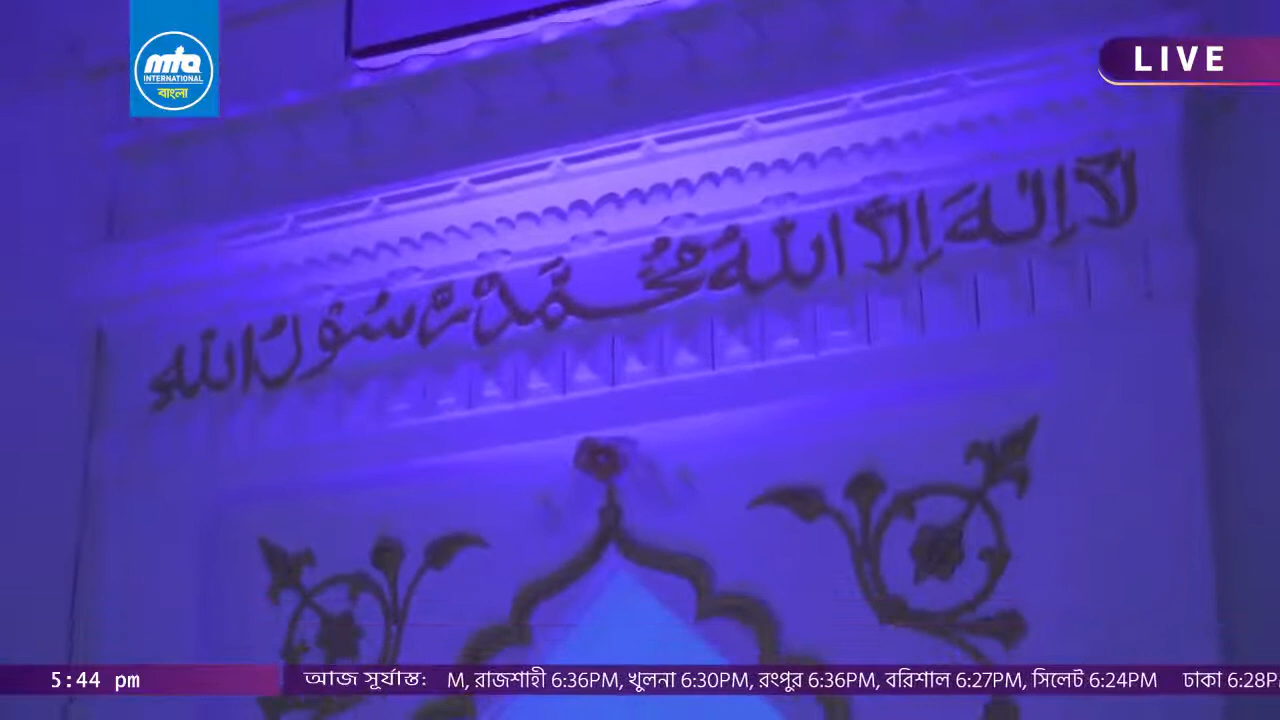 mta
INTERNATIONAL
বাংলা
LIVE
لا إله إلا الله محمد رسول الله
5:44 pm
আজ সূর্যাস্ত: M, রাজশাহী 6:36PM, খুলনা 6:30PM, রংপুর 6:36PM, বরিশাল 6:27PM, সিলেট 6:24PM ঢাকা 6:28P